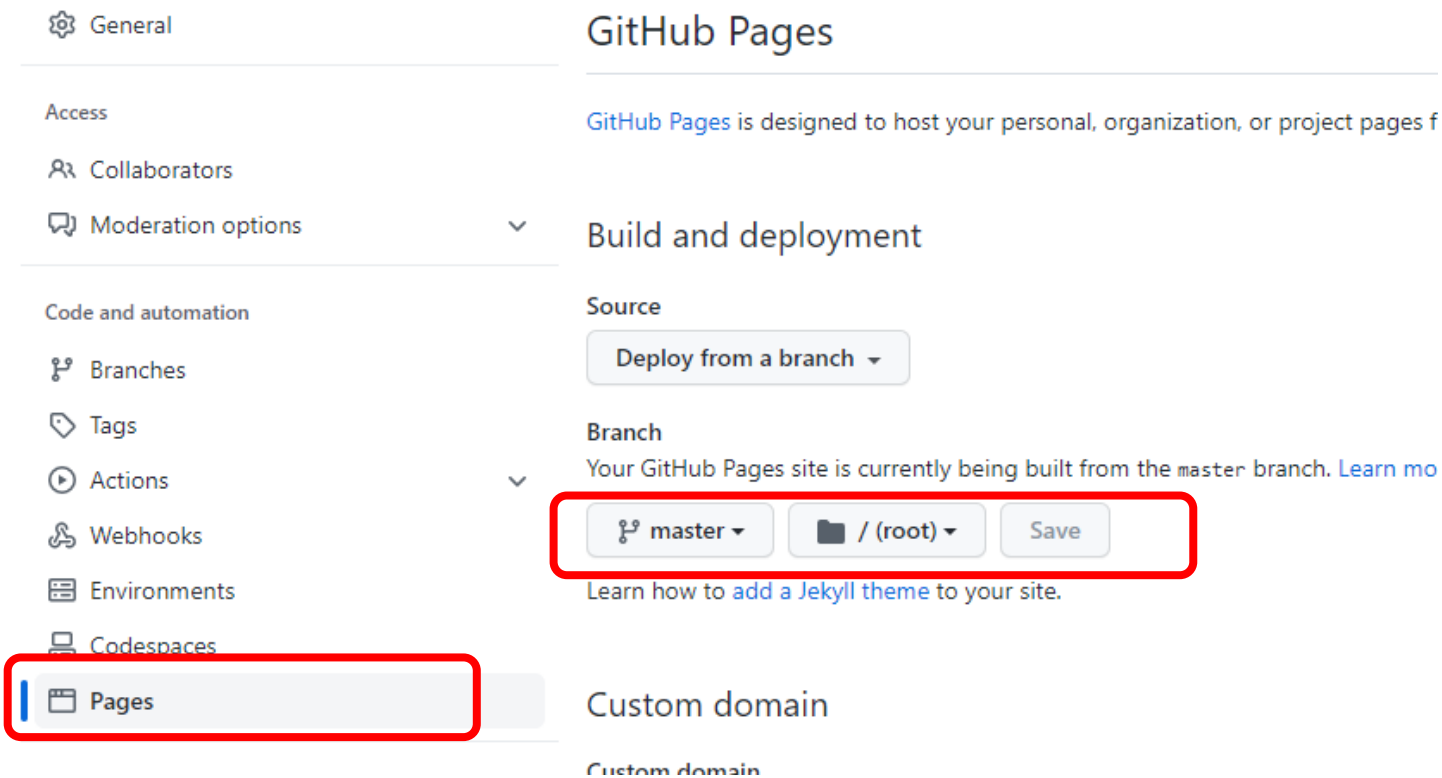 General
Access
Collaborators
Moderation options
Code and automation
Branches
Tags
Actions
Webhooks
Environments
Codespaces
Pages
GitHub Pages
GitHub Pages is designed to host your personal, organization, or project pages f
Build and deployment
Source
Deploy from a branch
Branch
Your GitHub Pages site is currently being built from the master branch. Learn mo
master / (root) Save
Learn how to add a Jekyll theme to your site.
Custom domain
Custom domain